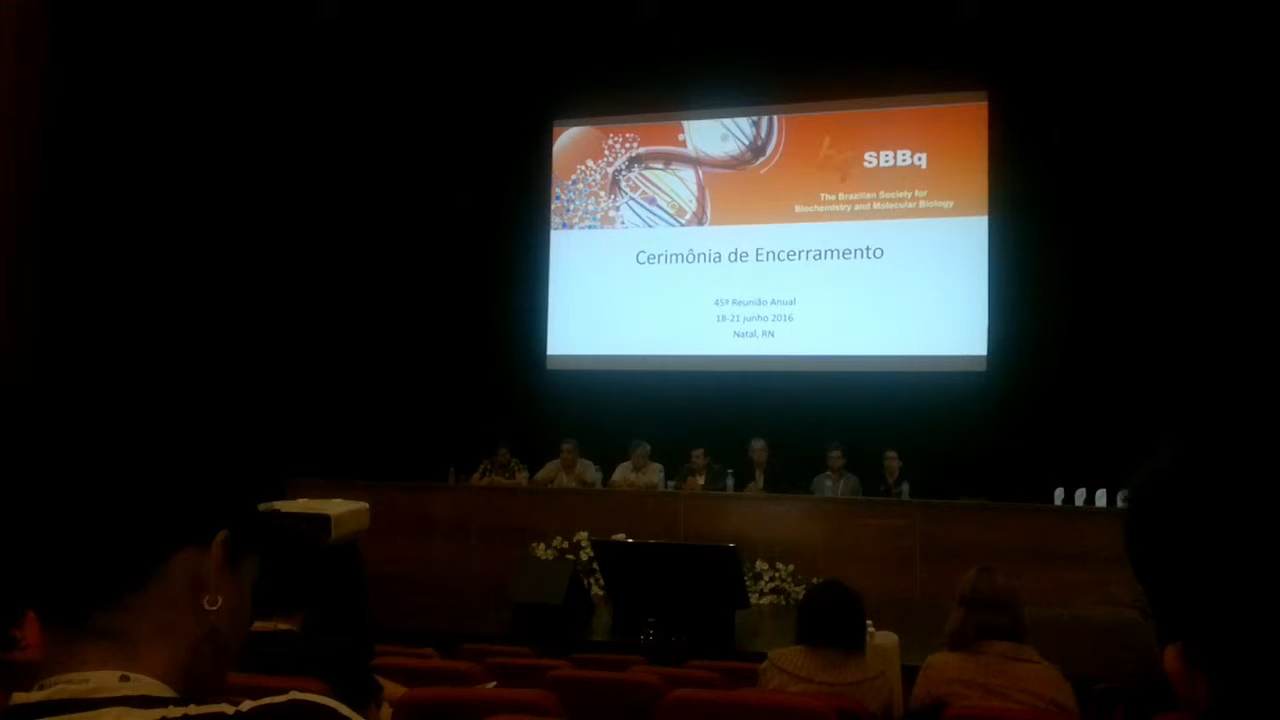 SBBq
The Brazilian Society for
Biochemistry and Molecular Biology
Cerimônia de Encerramento
45ª Reunião Anual
18-21 junho 2016
Natal, RN